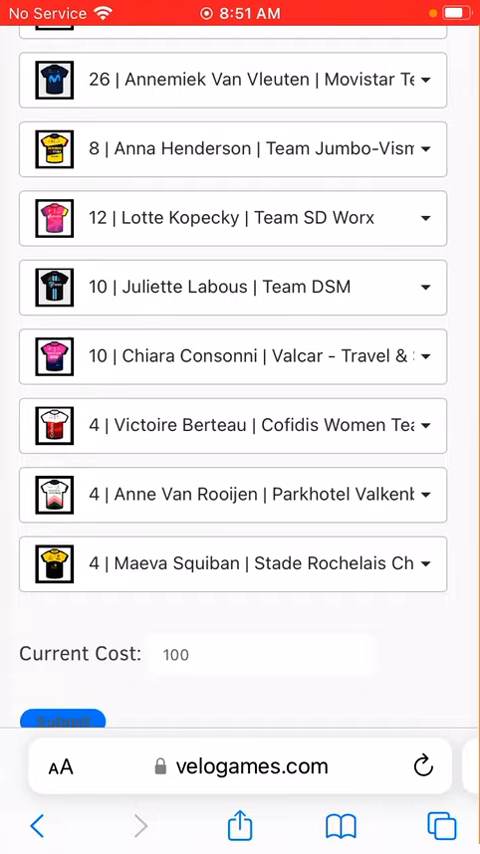 No Service 8:51 AM
26 | Annemiek Van Vleuten | Movistar Te
8 | Anna Henderson | Team Jumbo-Vism
12 | Lotte Kopecky | Team SD Worx
10 | Juliette Labous | Team DSM
10 | Chiara Consonni | Valcar - Travel &
4 | Victoire Berteau | Cofidis Women Tea
4 | Anne Van Rooijen | Parkhotel Valkenb
4 | Maeva Squiban | Stade Rochelais Ch
Current Cost: 100
Submit
AA velogames.com